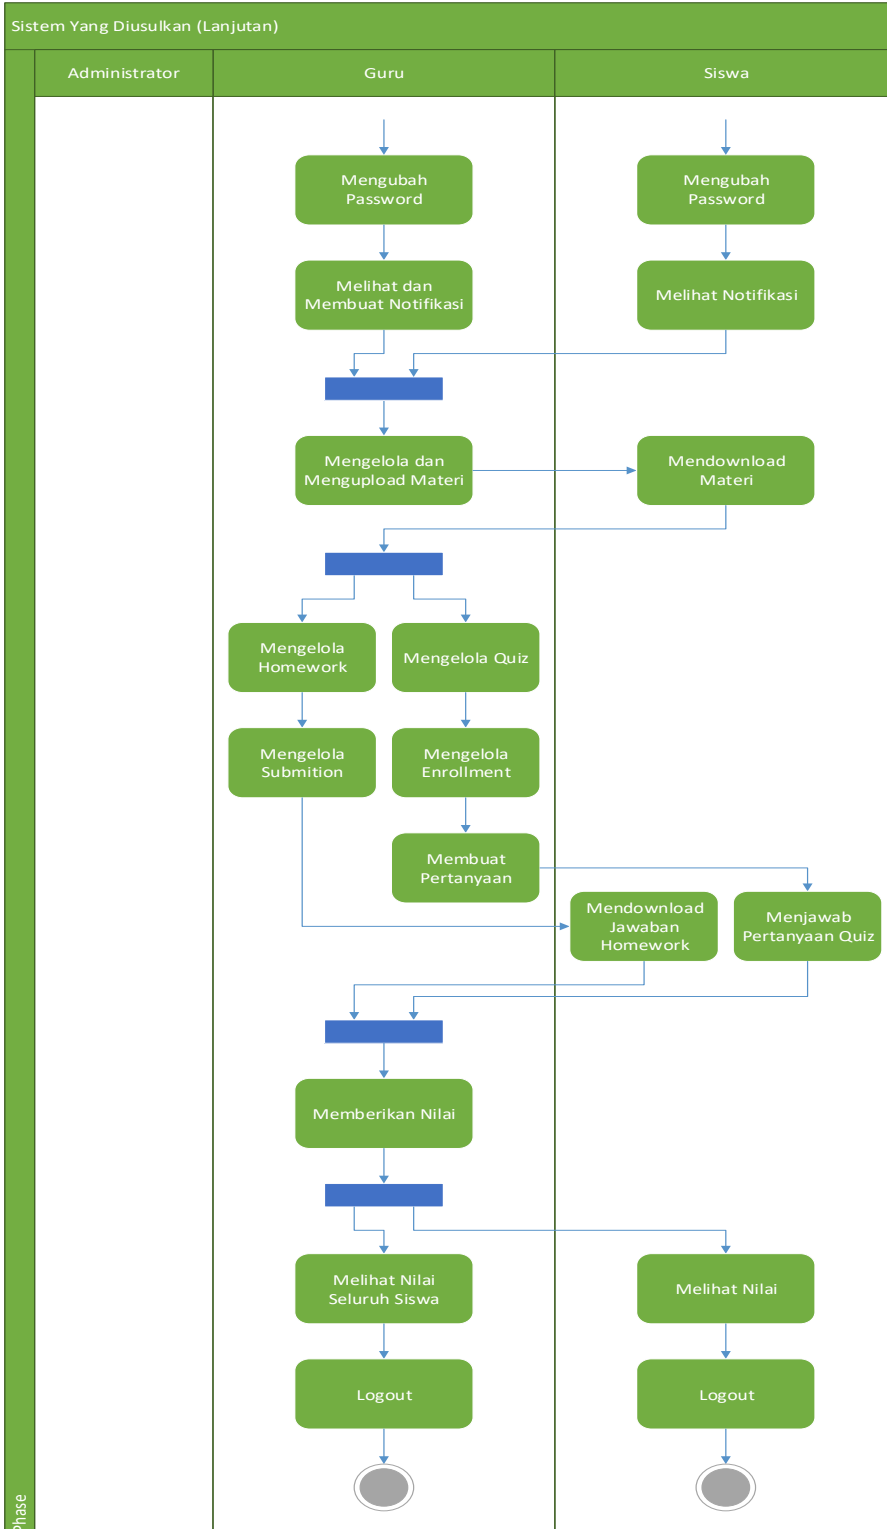 Sistem Yang Diusulkan (Lanjutan)
Administrator
Guru
Siswa
Mengubah
Password
Mengubah
Password
Melihat dan
Membuat Notifikasi
Melihat Notifikasi
Mengelola dan
Mengupload Materi
Mendownload
Materi
Mengelola
Homework
Mengelola Quiz
Mengelola
Submition
Mengelola
Enrollment
Membuat
Pertanyaan
Mendownload
Jawaban
Homework
Menjawab
Pertanyaan Quiz
Memberikan Nilai
Melihat Nilai
Seluruh Siswa
Melihat Nilai
Logout
Logout
Phase